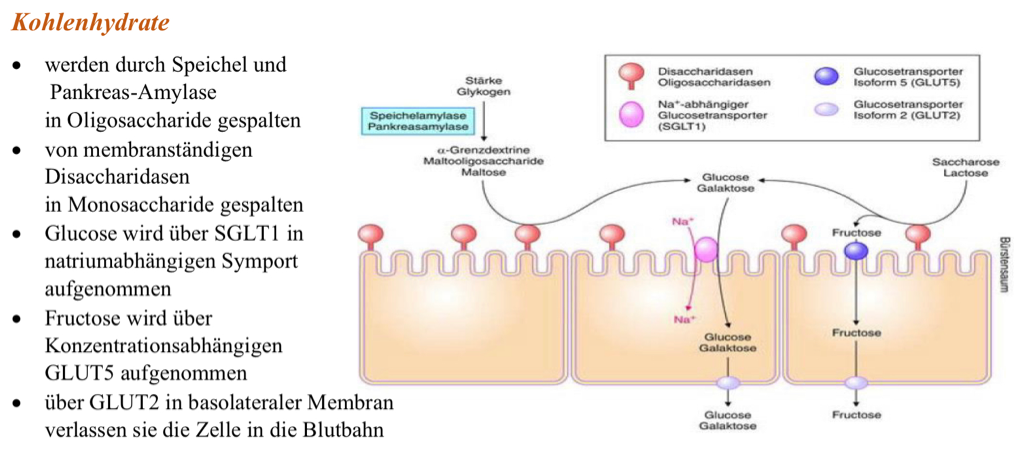 Kohlenhydrate
• werden durch Speichel und
Pankreas-Amylase
in Oligosaccharide gespalten
• von membranständigen
Disaccharidasen
in Monosaccharide gespalten
• Glucose wird über SGLT1 in
natriumabhängigen Symport
aufgenommen
• Fructose wird über
Konzentrationsabhängigen
GLUT5 aufgenommen
• über GLUT2 in basolateraler Membran
verlassen sie die Zelle in die Blutbahn
Stärke
Glykogen
Speichelamylase
Pankreasamylase
α-Grenzdextrine
Maltooligosaccharide
Maltose
Disaccharidasen
Oligosaccharidasen
Na⁺-abhängiger
Glucosetransporter
(SGLT1)
Glucosetransporter
Isoform 5 (GLUT5)
Glucosetransporter
Isoform 2 (GLUT2)
Glucose
Galaktose
Saccharose
Lactose
Na⁺
Fructose
Bürstensaum
Na⁺
Glucose
Galaktose
Fructose
Glucose
Galaktose
Fructose